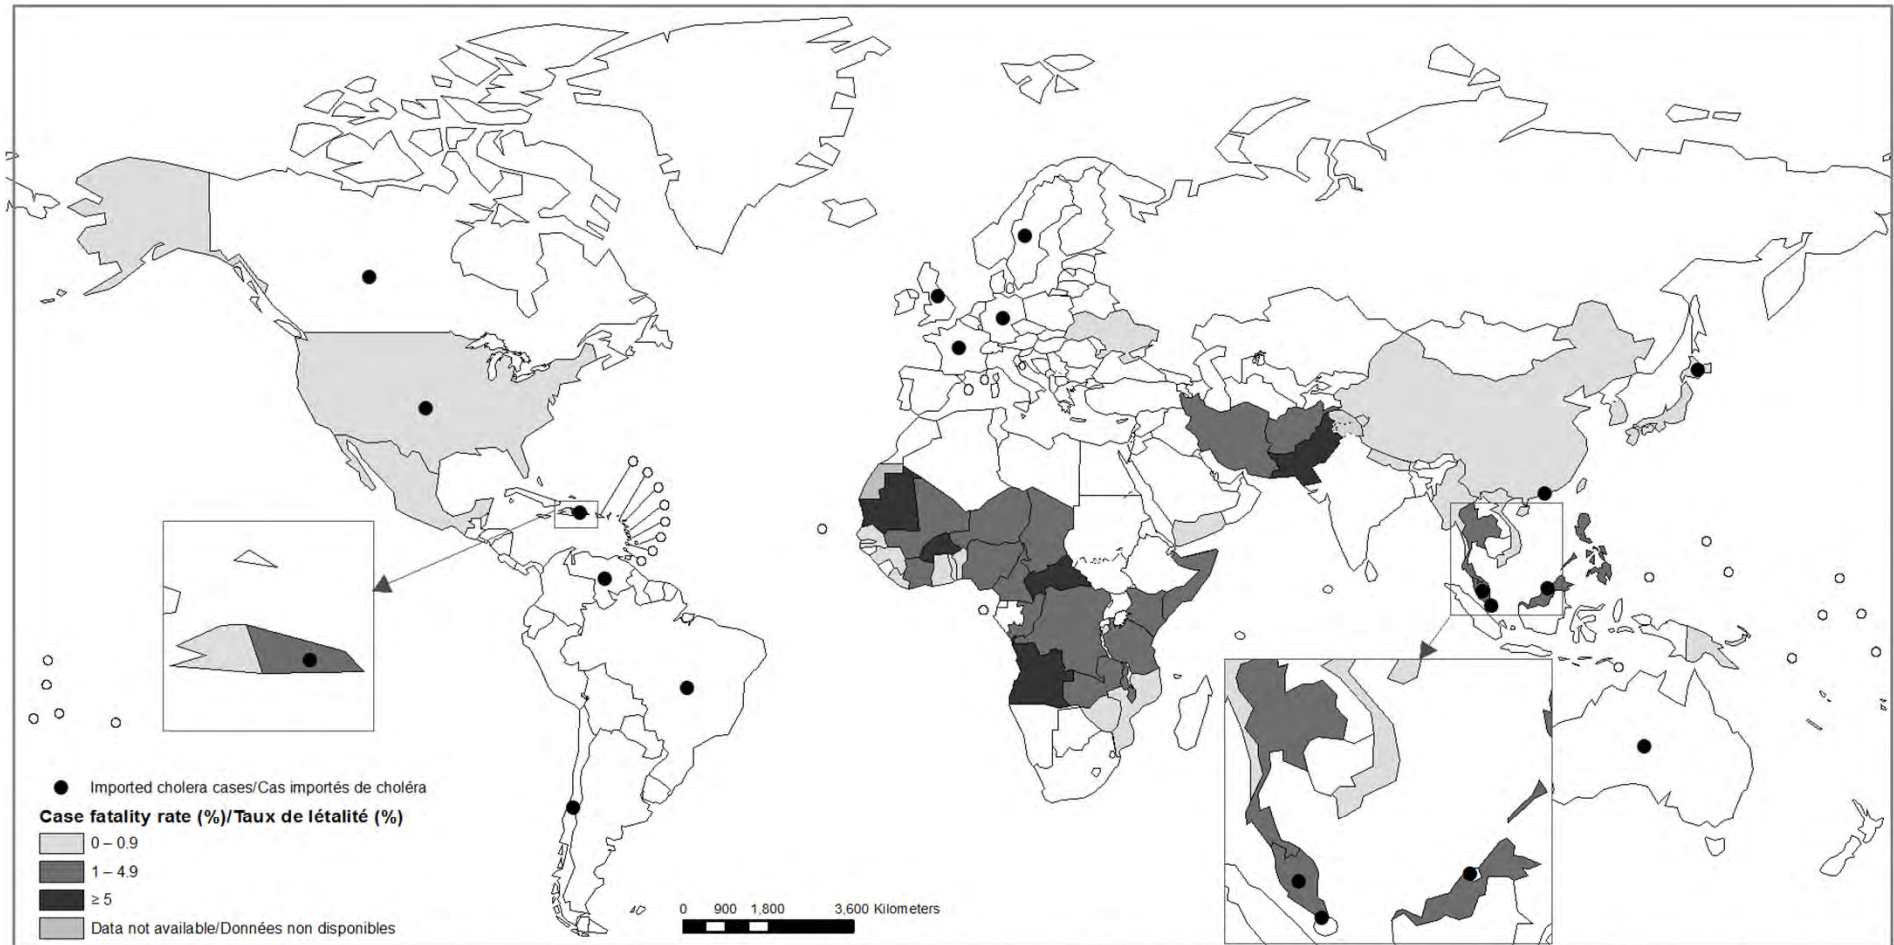 Imported cholera cases/Cas importés de choléra
Case fatality rate (%)/Taux de létalité (%)
0 – 0.9
1 – 4.9
≥ 5
Data not available/Données non disponibles
0 900 1,800 3,600 Kilometers